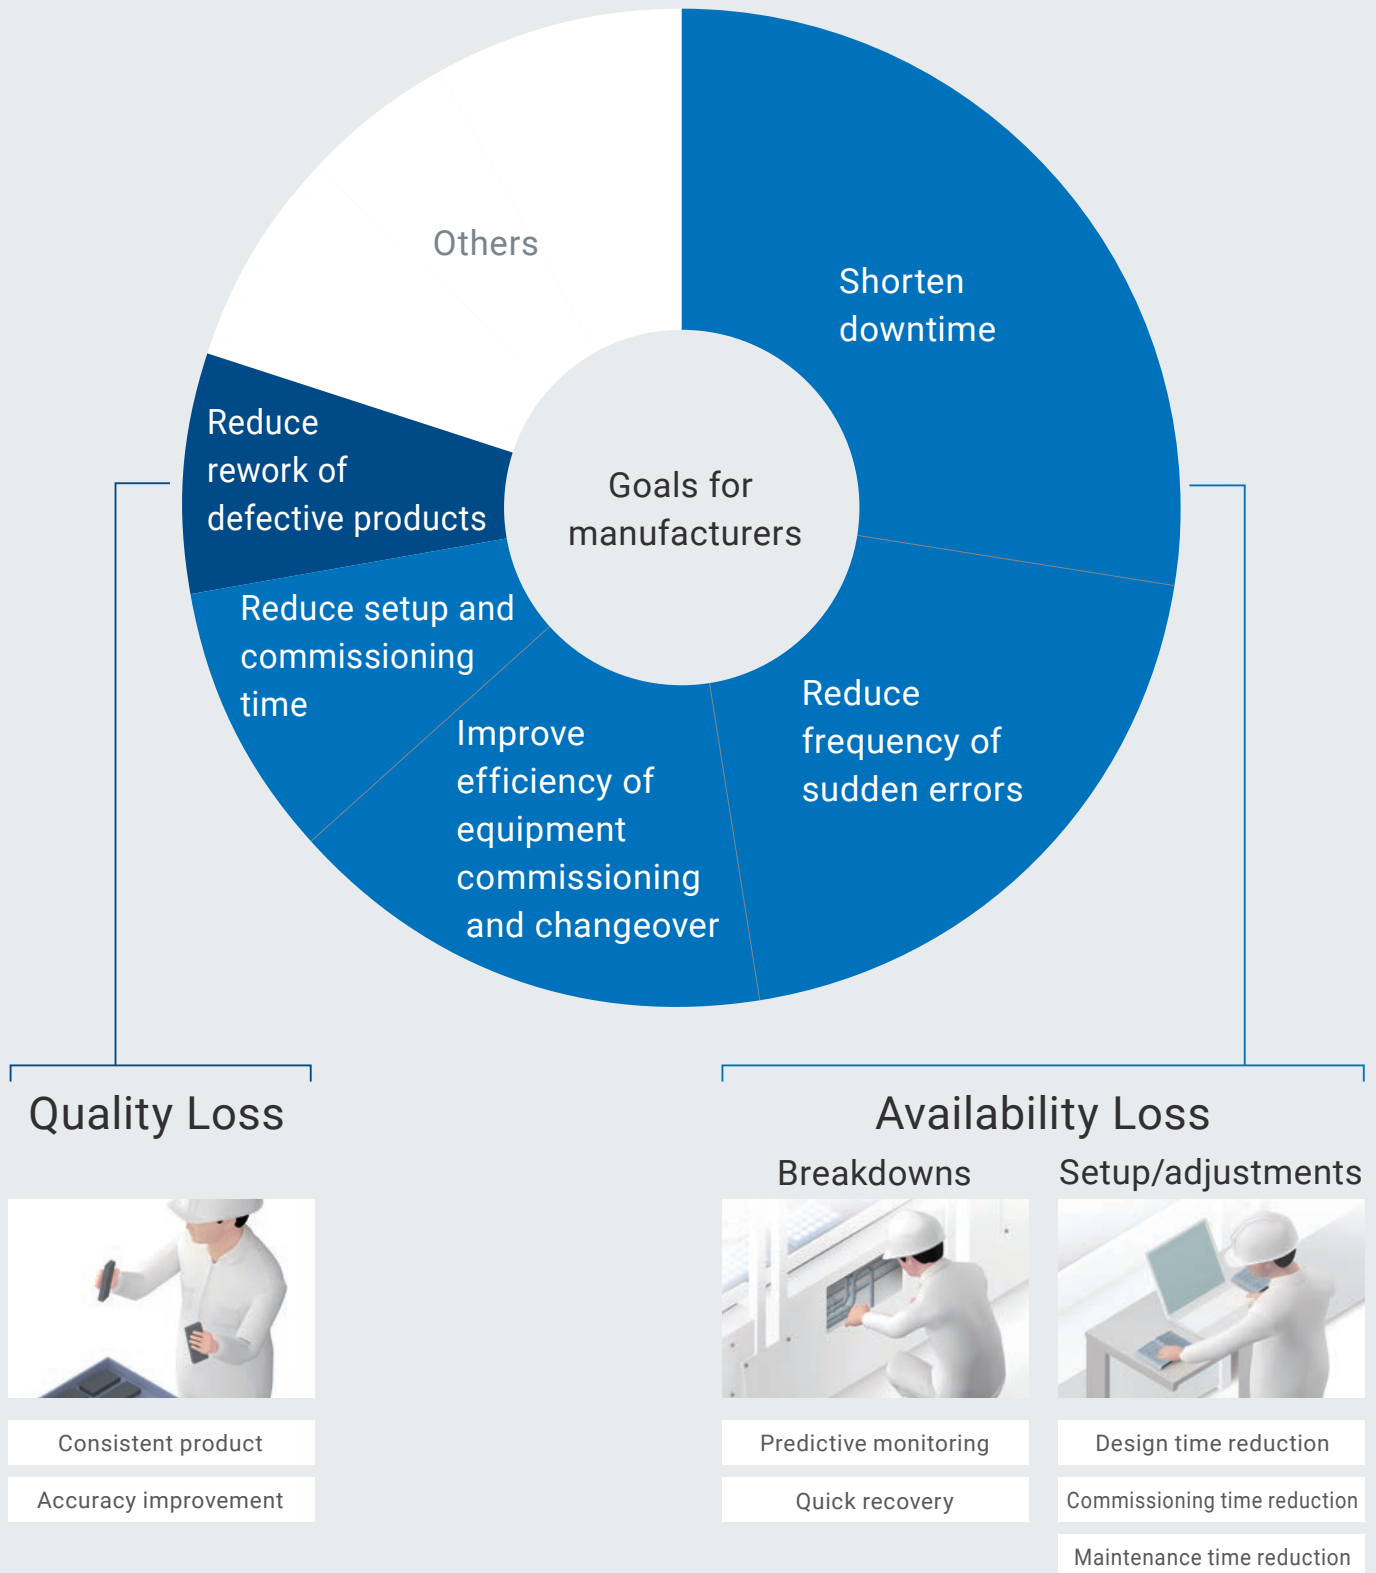 Others
Shorten
downtime
Reduce
rework of
defective products
Goals for
manufacturers
Reduce setup and
commissioning
time
Improve
efficiency of
equipment
commissioning
and changeover
Reduce
frequency of
sudden errors
Quality Loss
Consistent product
Accuracy improvement
Availability Loss
Breakdowns
Predictive monitoring
Quick recovery
Setup/adjustments
Design time reduction
Commissioning time reduction
Maintenance time reduction